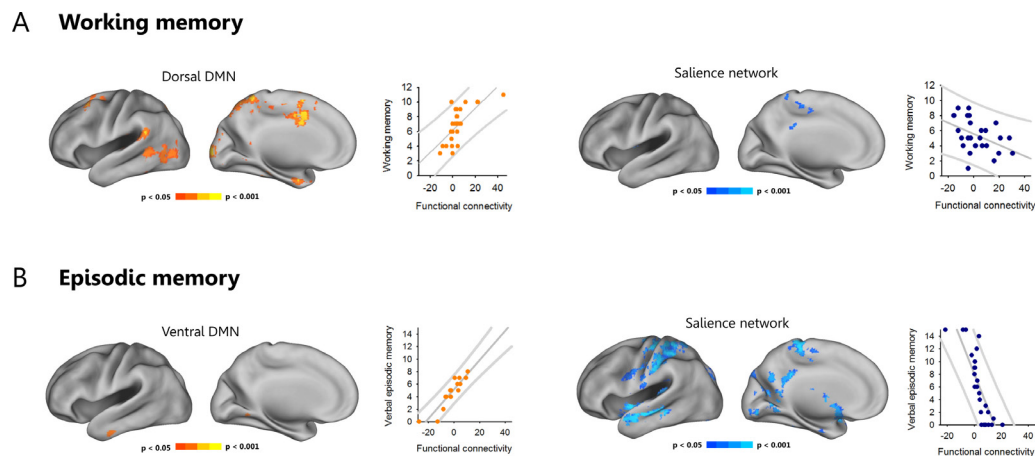 A Working memory
Dorsal DMN
p < 0.05 p < 0.001
Working memory
12
10
8
6
4
2
0
-20 0 20 40
Functional connectivity
Salience network
p < 0.05 p < 0.001
Working memory
12
10
8
6
4
2
0
-20 0 20 40
Functional connectivity
B Episodic memory
Ventral DMN
p < 0.05 p < 0.001
Verbal episodic memory
14
12
10
8
6
4
2
0
-20 0 20 40
Functional connectivity
Salience network
p < 0.05 p < 0.001
Verbal episodic memory
14
12
10
8
6
4
2
0
-20 0 20 40
Functional connectivity